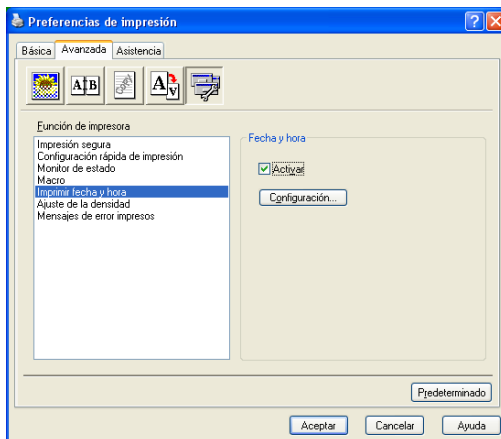 Preferencias de impresión
Básica Avanzada Asistencia
Función de impresora
Impresión segura
Configuración rápida de impresión
Monitor de estado
Macro
Imprimir fecha y hora
Ajuste de la densidad
Mensajes de error impresos
Fecha y hora
Activar
Configuración...
Predeterminado
Aceptar Cancelar Ayuda